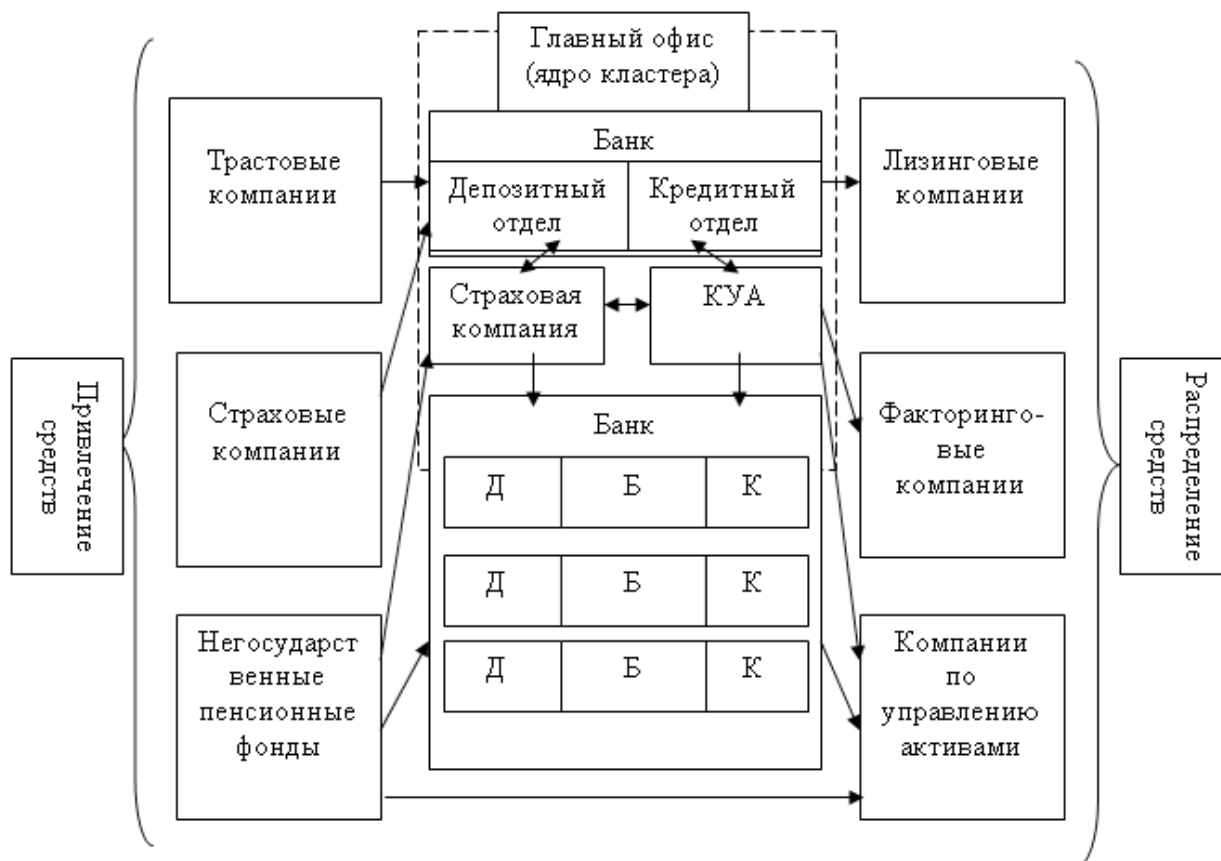 Главный офис
(ядро кластера)
Привлечение
средств
Трастовые
компании
Страховые
компании
Негосударст
венные
пенсионные
фонды
Банк
Депозитный
отдел
Кредитный
отдел
Страховая
компания
КУА
Банк
Д Б К
Д Б К
Д Б К
Лизинговые
компании
Факторинго-
вые
компании
Компании
по
управлению
активами
Распределение
средств